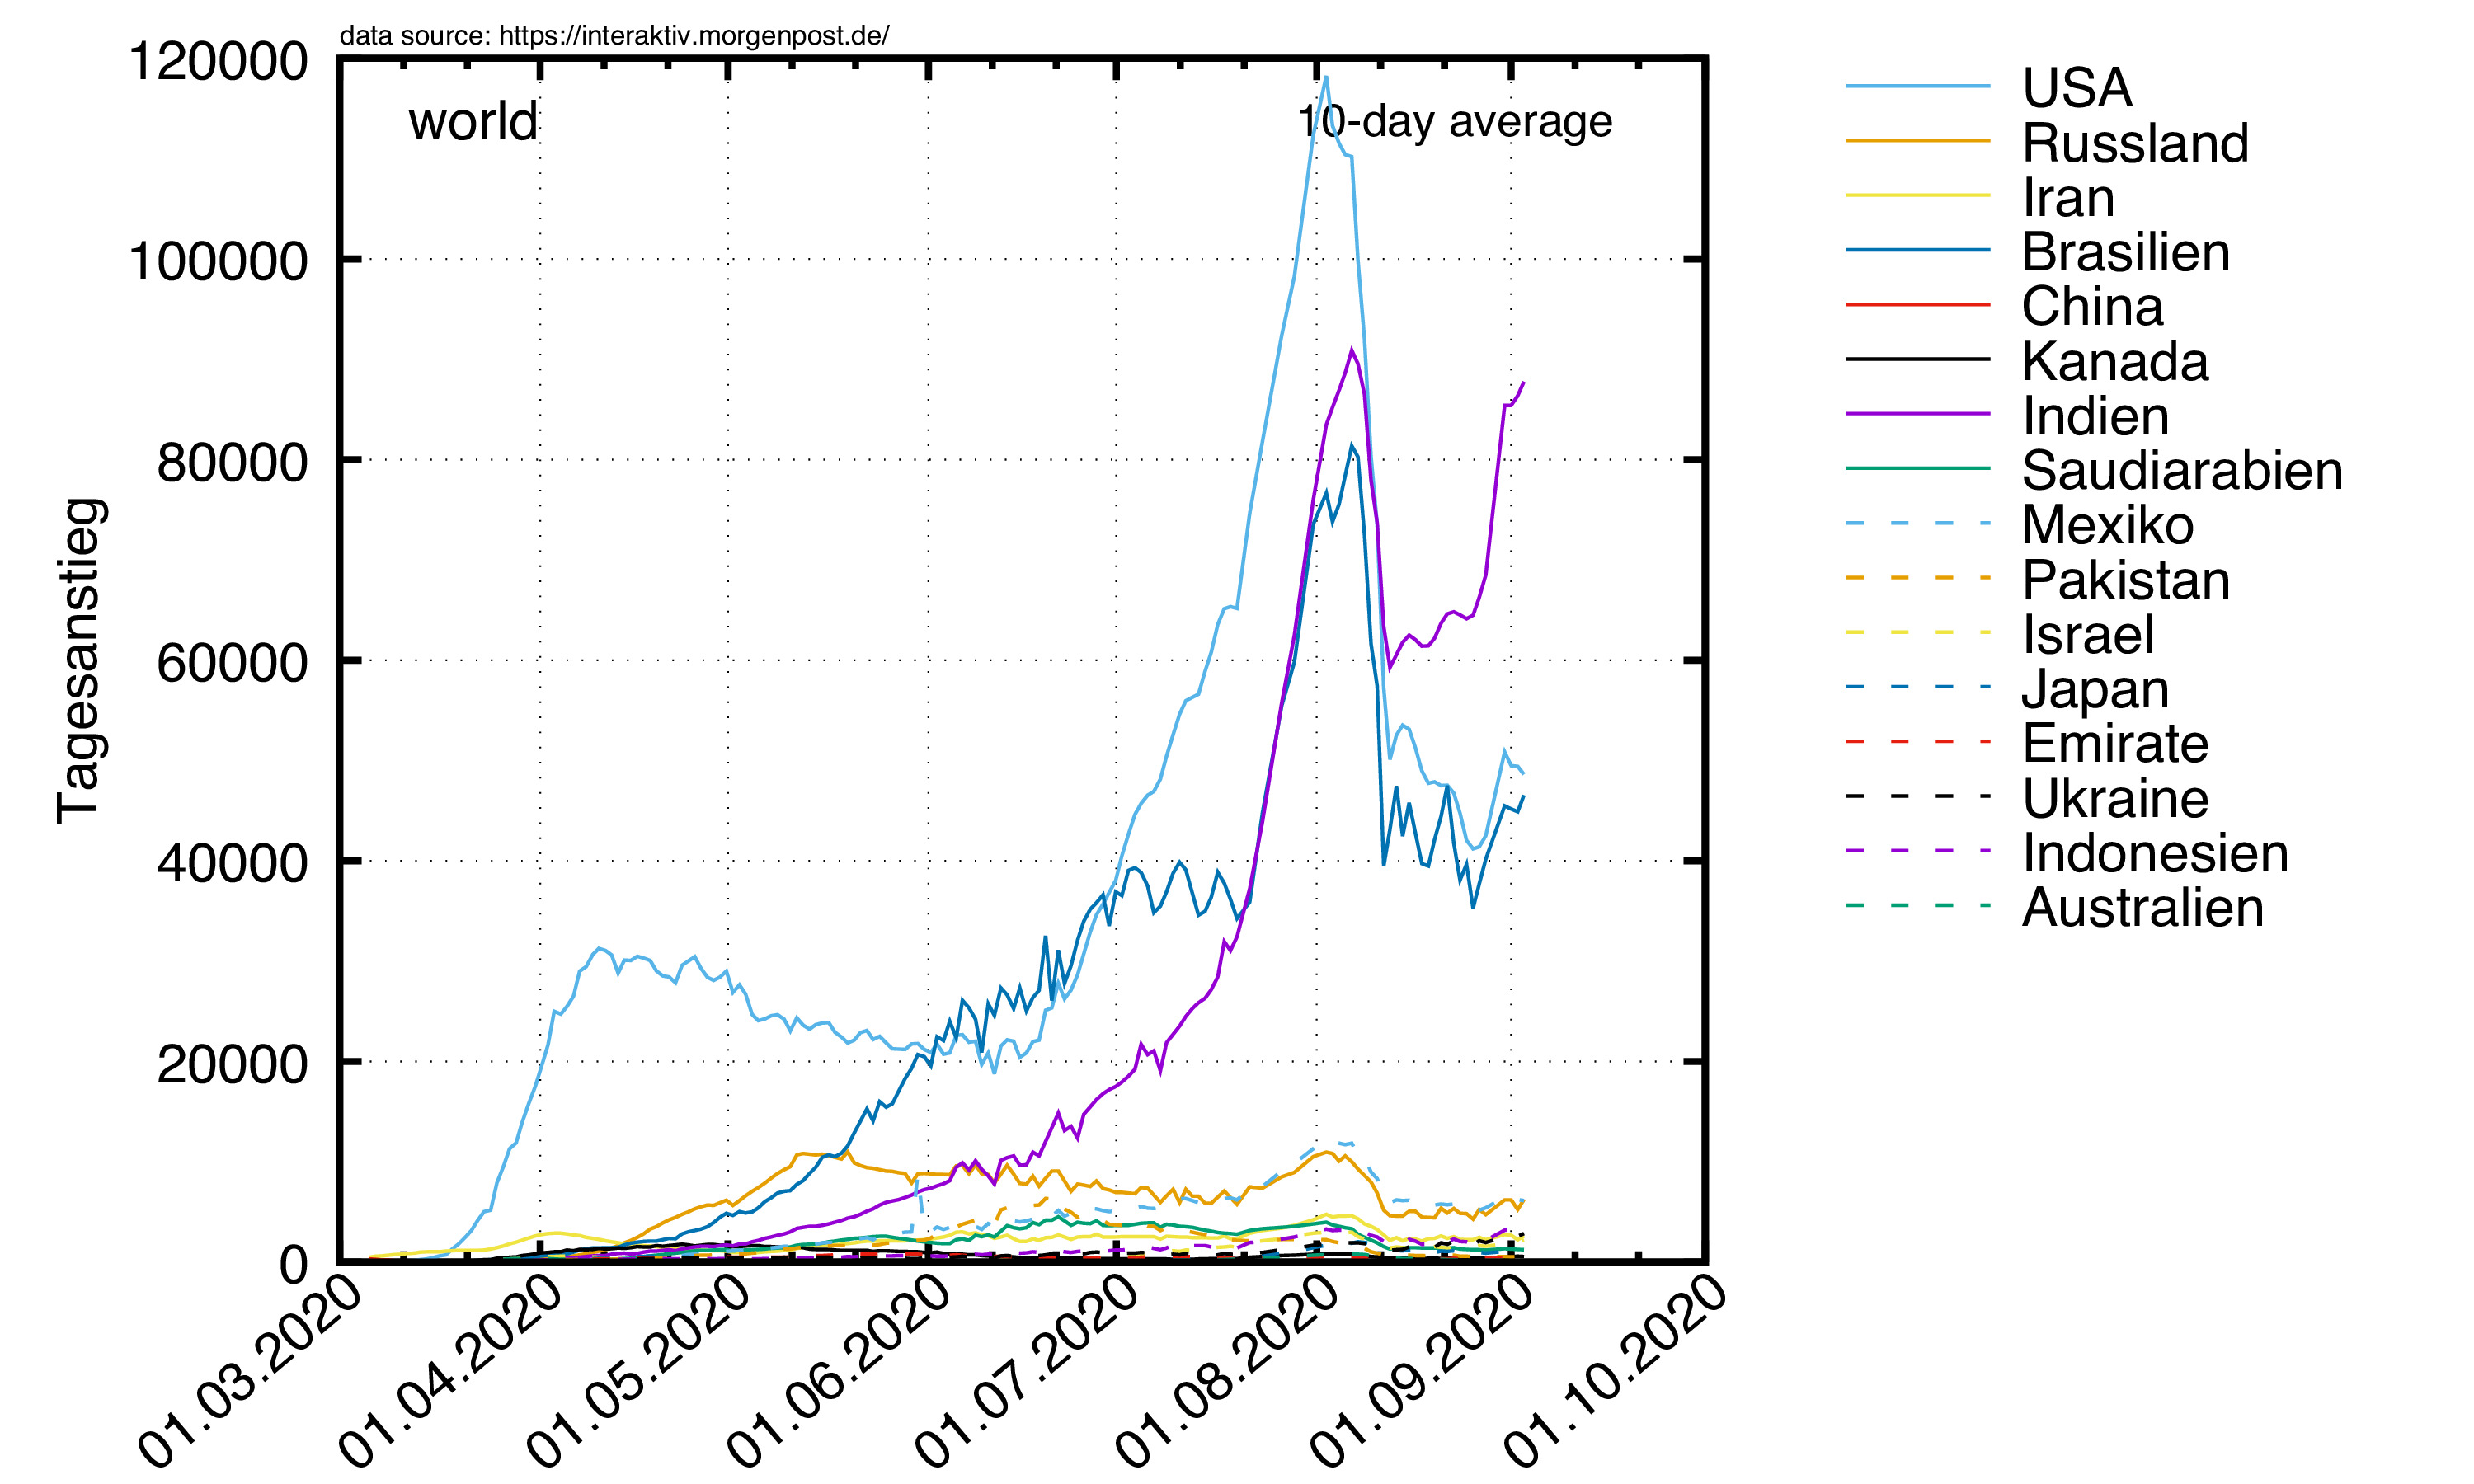 data source: https://interaktiv.morgenpost.de/
world
10-day average
Tagesanstieg
120000
100000
80000
60000
40000
20000
0
01.03.2020
01.04.2020
01.05.2020
01.06.2020
01.07.2020
01.08.2020
01.09.2020
01.10.2020
USA
Russland
Iran
Brasilien
China
Kanada
Indien
Saudiarabien
Mexiko
Pakistan
Israel
Japan
Emirate
Ukraine
Indonesien
Australien